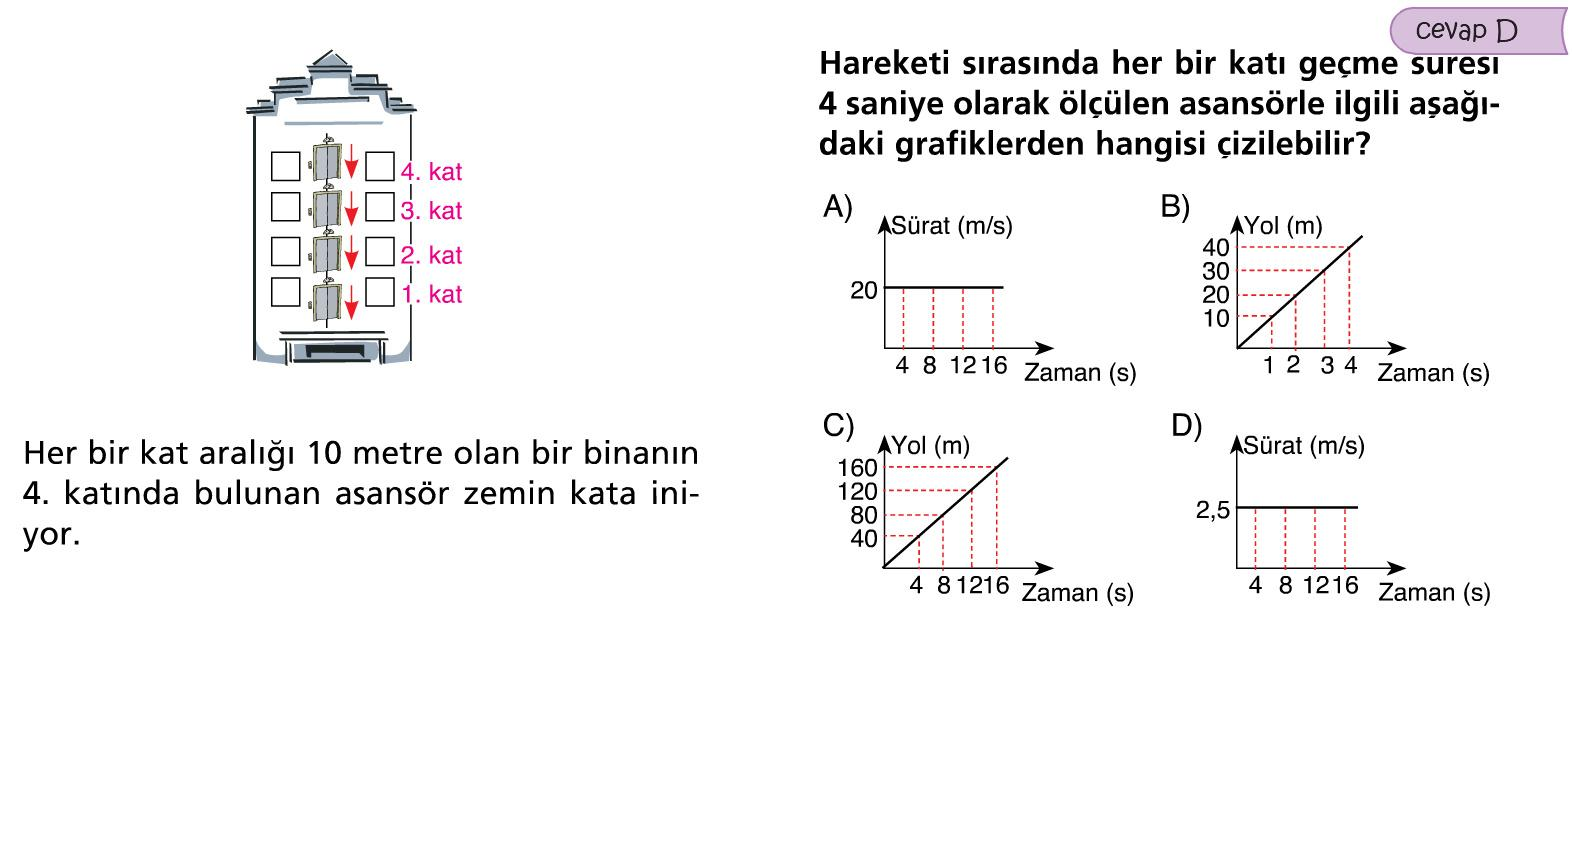 4. kat
3. kat
2. kat
1. kat
Her bir kat aralığı 10 metre olan bir binanın
4. katında bulunan asansör zemin kata ini-
yor.
cevap D
Hareketi sırasında her bir katı geçme süresi
4 saniye olarak ölçülen asansörle ilgili aşağı-
daki grafiklerden hangisi çizilebilir?
A)
Sürat (m/s)
20
4 8 12 16
Zaman (s)
B)
Yol (m)
40
30
20
10
1 2 3 4
Zaman (s)
C)
Yol (m)
160
120
80
40
4 8 12 16
Zaman (s)
D)
Sürat (m/s)
2,5
4 8 12 16
Zaman (s)